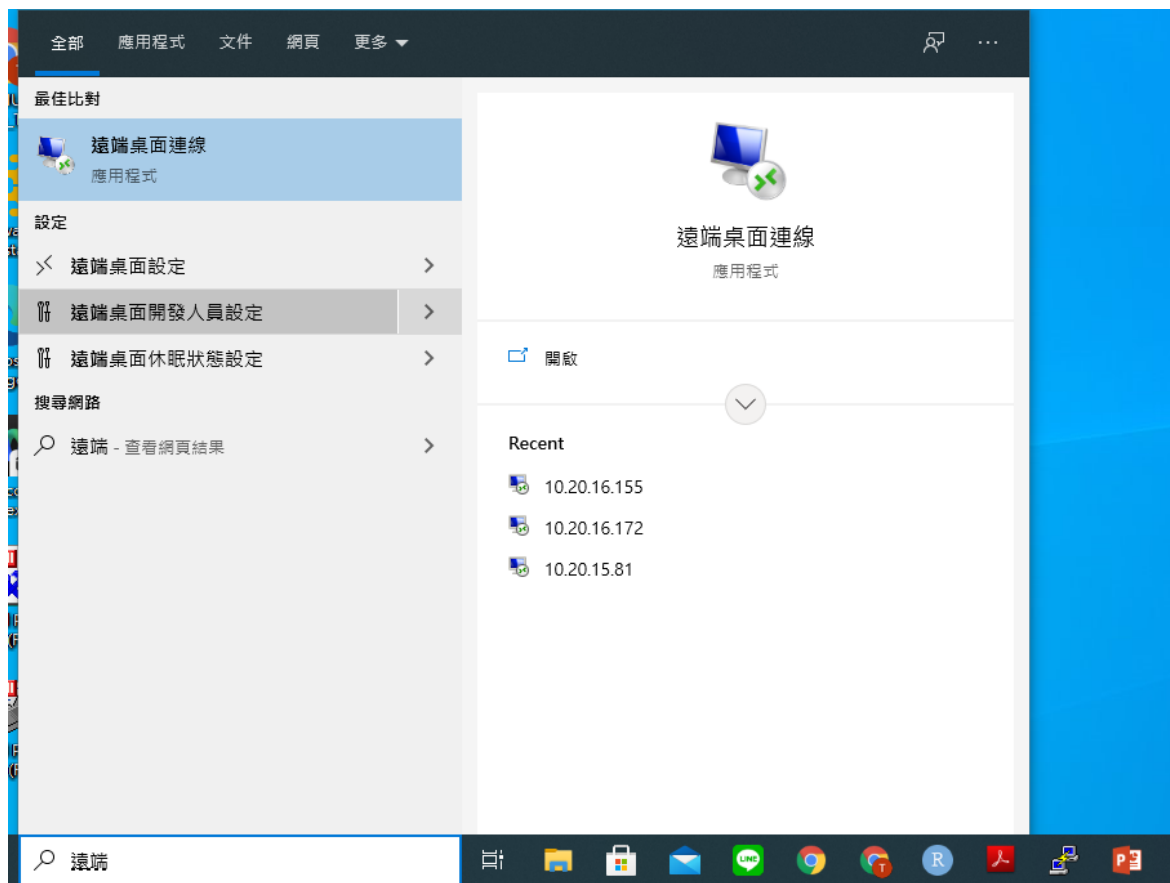 全部 應用程式 文件 網頁 更多
最佳比對
遠端桌面連線
應用程式
設定
遠端桌面設定
遠端桌面開發人員設定
遠端桌面休眠狀態設定
搜尋網路
遠端 - 查看網頁結果
遠端桌面連線
應用程式
開啟
Recent
10.20.16.155
10.20.16.172
10.20.15.81
遠端
LINE
T
R
P